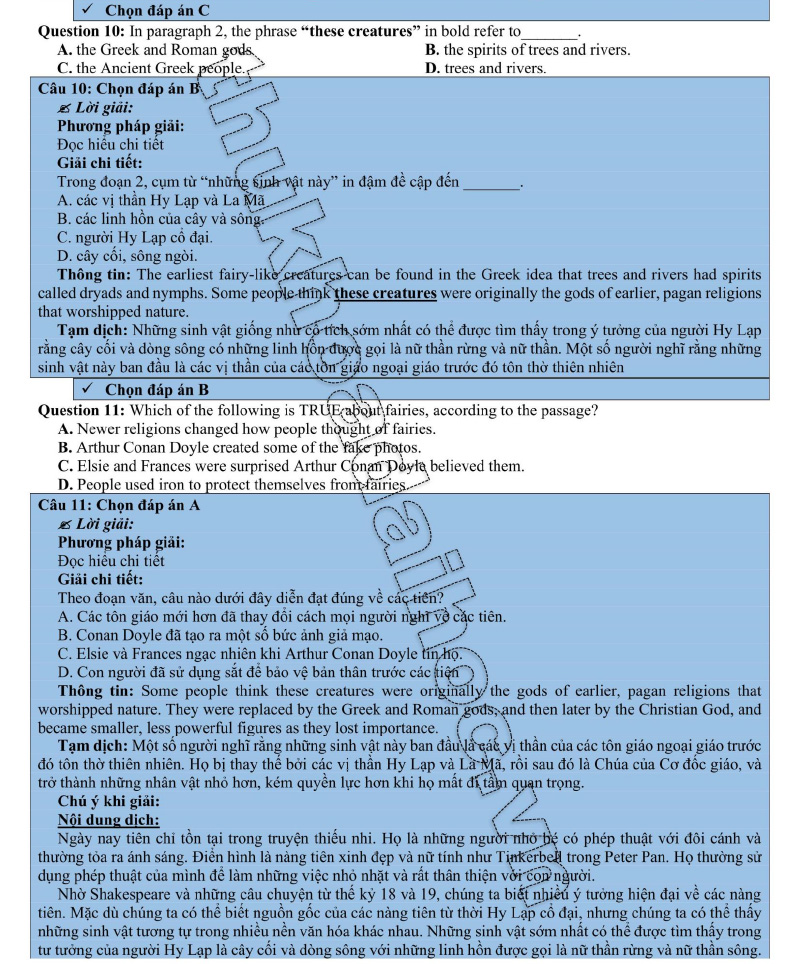 ✓ Chọn đáp án C
Question 10: In paragraph 2, the phrase “these creatures” in bold refer to_______.
A. the Greek and Roman gods. B. the spirits of trees and rivers.
C. the Ancient Greek people. D. trees and rivers.
Câu 10: Chọn đáp án B
✍ Lời giải:
Phương pháp giải:
Đọc hiểu chi tiết
Giải chi tiết:
Trong đoạn 2, cụm từ “những sinh vật này” in đậm đề cập đến _______.
A. các vị thần Hy Lạp và La Mã
B. các linh hồn của cây và sông.
C. người Hy Lạp cổ đại.
D. cây cối, sông ngòi.
Thông tin: The earliest fairy-like creatures can be found in the Greek idea that trees and rivers had spirits
called dryads and nymphs. Some people think these creatures were originally the gods of earlier, pagan religions
that worshipped nature.
Tạm dịch: Những sinh vật giống như cổ tích sớm nhất có thể được tìm thấy trong ý tưởng của người Hy Lạp
rằng cây cối và dòng sông có những linh hồn được gọi là nữ thần rừng và nữ thần. Một số người nghĩ rằng những
sinh vật này ban đầu là các vị thần của các tôn giáo ngoại giáo trước đó tôn thờ thiên nhiên
✓ Chọn đáp án B
Question 11: Which of the following is TRUE about fairies, according to the passage?
A. Newer religions changed how people thought of fairies.
B. Arthur Conan Doyle created some of the fake photos.
C. Elsie and Frances were surprised Arthur Conan Doyle believed them.
D. People used iron to protect themselves from fairies.
Câu 11: Chọn đáp án A
✍ Lời giải:
Phương pháp giải:
Đọc hiểu chi tiết
Giải chi tiết:
Theo đoạn văn, câu nào dưới đây diễn đạt đúng về các tiên?
A. Các tôn giáo mới hơn đã thay đổi cách mọi người nghĩ về các tiên.
B. Conan Doyle đã tạo ra một số bức ảnh giả mạo.
C. Elsie và Frances ngạc nhiên khi Arthur Conan Doyle tin họ.
D. Con người đã sử dụng sắt để bảo vệ bản thân trước các tiên
Thông tin: Some people think these creatures were originally the gods of earlier, pagan religions that
worshipped nature. They were replaced by the Greek and Roman gods, and then later by the Christian God, and
became smaller, less powerful figures as they lost importance.
Tạm dịch: Một số người nghĩ rằng những sinh vật này ban đầu là các vị thần của các tôn giáo ngoại giáo trước
đó tôn thờ thiên nhiên. Họ bị thay thế bởi các vị thần Hy Lạp và La Mã, rồi sau đó là Chúa của Cơ đốc giáo, và
trở thành những nhân vật nhỏ hơn, kém quyền lực hơn khi họ mất đi tầm quan trọng.
Chú ý khi giải:
Nội dung dịch:
Ngày nay tiên chỉ tồn tại trong truyện thiếu nhi. Họ là những người nhỏ bé có phép thuật với đôi cánh và
thường tỏa ra ánh sáng. Điển hình là nàng tiên xinh đẹp và nữ tính như Tinkerbell trong Peter Pan. Họ thường sử
dụng phép thuật của mình để làm những việc nhỏ nhặt và rất thân thiện với con người.
Nhờ Shakespeare và những câu chuyện từ thế kỷ 18 và 19, chúng ta biết nhiều ý tưởng hiện đại về các nàng
tiên. Mặc dù chúng ta có thể biết nguồn gốc của các nàng tiên từ thời Hy Lạp cổ đại, nhưng chúng ta có thể thấy
những sinh vật tương tự trong nhiều nền văn hóa khác nhau. Những sinh vật sớm nhất có thể được tìm thấy trong
tư tưởng của người Hy Lạp là cây cối và dòng sông với những linh hồn được gọi là nữ thần rừng và nữ thần sông.
thukhoadaihoc.vn